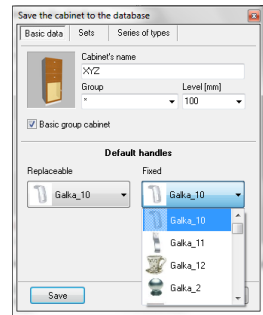 Save the cabinet to the database
Basic data Sets Series of types
Cabinet's name
XYZ
Group Level [mm]
* 100
Basic group cabinet
Default handles
Replaceable Fixed
Galka_10 Galka_10
Galka_10
Galka_11
Galka_12
Galka_2
Save